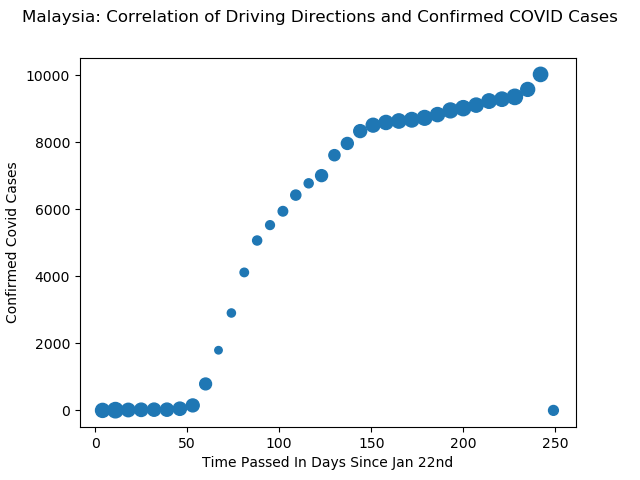 Malaysia: Correlation of Driving Directions and Confirmed COVID Cases
10000
8000
6000
4000
2000
0
Confirmed Covid Cases
0 50 100 150 200 250
Time Passed In Days Since Jan 22nd